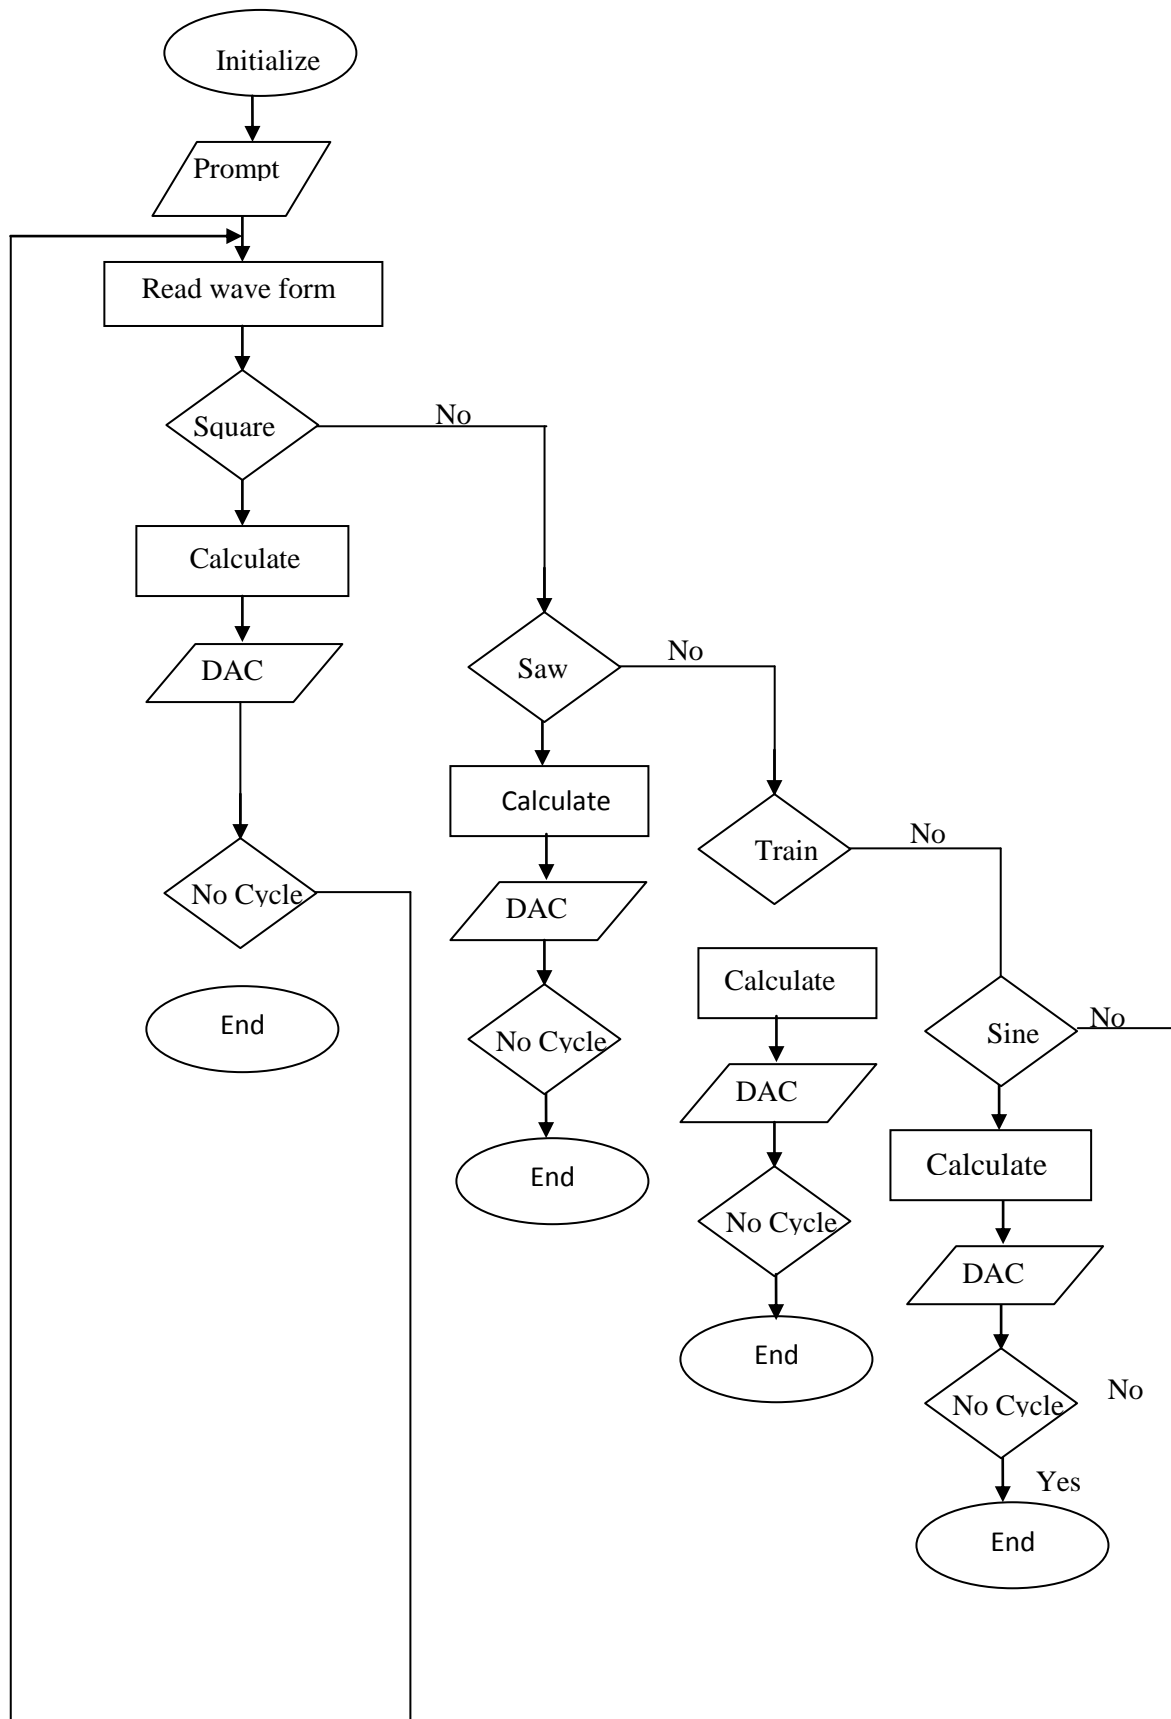 Initialize
Prompt
Read wave form
Square
No
Calculate
DAC
No Cycle
End
Saw
No
Calculate
DAC
No Cycle
End
Train
No
Calculate
DAC
No Cycle
End
Sine
No
Calculate
DAC
No Cycle
No
Yes
End